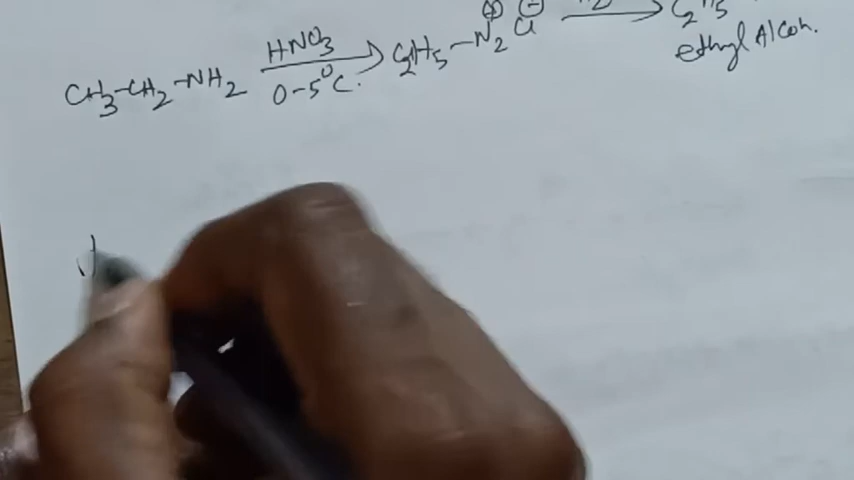 CH3-CH2-NH2 HNO3 0-5°C. C2H5-N2 ⊕ Cl ⊖ C2H5
ethyl Alcoh.